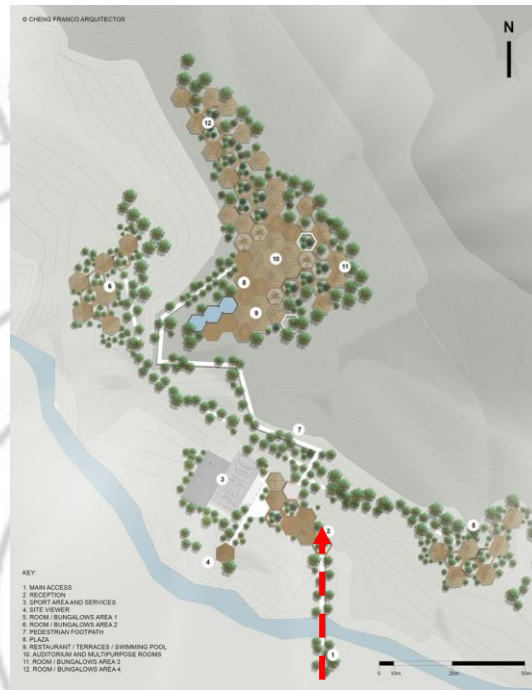 © CHENG FRANCO ARQUITECTOS
N
12
10
11
8
6
9
7
3
5
2
4
1
KEY:
1. MAIN ACCESS
2. RECEPTION
3. SPORT AREA AND SERVICES
4. SITE VIEWER
5. ROOM / BUNGALOWS AREA 1
6. ROOM / BUNGALOWS AREA 2
7. PEDESTRIAN FOOTPATH
8. PLAZA
9. RESTAURANT / TERRACES / SWIMMING POOL
10. AUDITORIUM AND MULTIPURPOSE ROOMS
11. ROOM / BUNGALOWS AREA 3
12. ROOM / BUNGALOWS AREA 4
0 10m 25m 50m